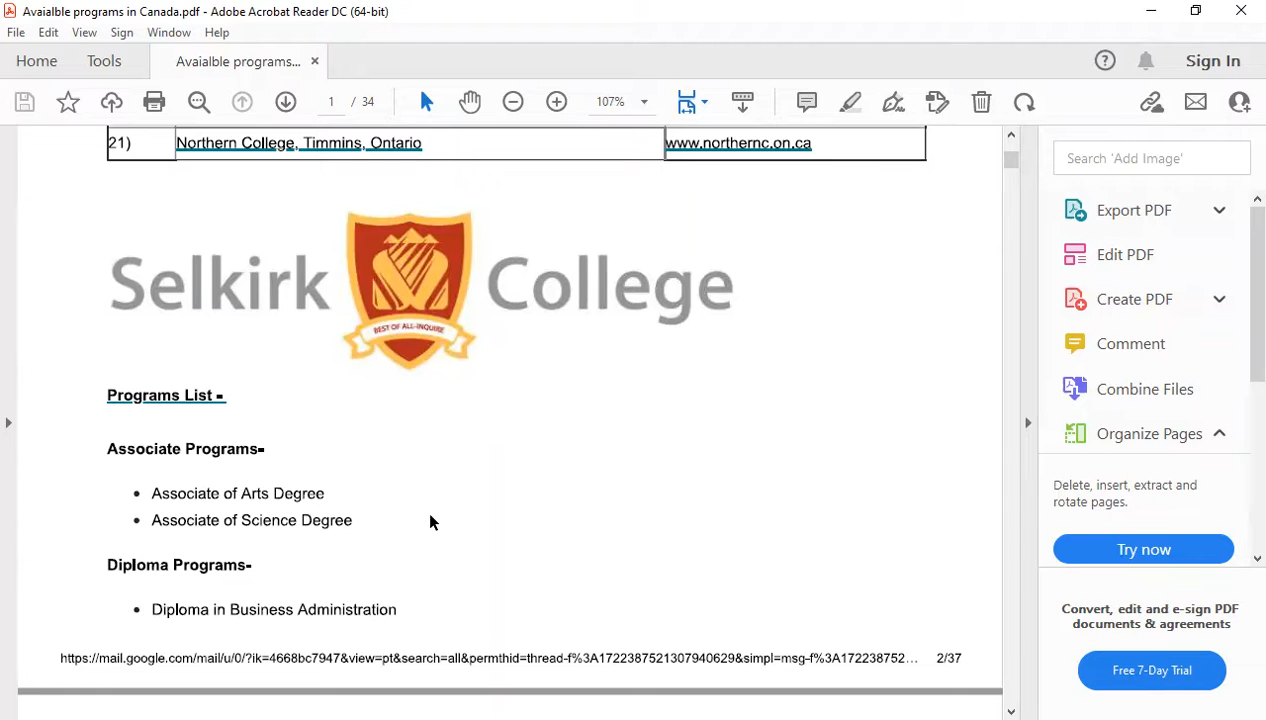 Avaialble programs in Canada.pdf - Adobe Acrobat Reader DC (64-bit)
File Edit View Sign Window Help
Home Tools Avaialble programs... × Sign In
1 / 34 107%
21) Northern College, Timmins, Ontario www.northernc.on.ca
Selkirk College
BEST OF ALL-INQUIRE
Programs List -
Associate Programs-
• Associate of Arts Degree
• Associate of Science Degree
Diploma Programs-
• Diploma in Business Administration
https://mail.google.com/mail/u/0/?ik=4668bc7947&view=pt&search=all&permthid=thread-f%3A1722387521307940629&simpl=msg-f%3A172238752... 2/37
Search 'Add Image'
Export PDF
Edit PDF
Create PDF
Comment
Combine Files
Organize Pages
Delete, insert, extract and
rotate pages.
Try now
Convert, edit and e-sign PDF
documents & agreements
Free 7-Day Trial